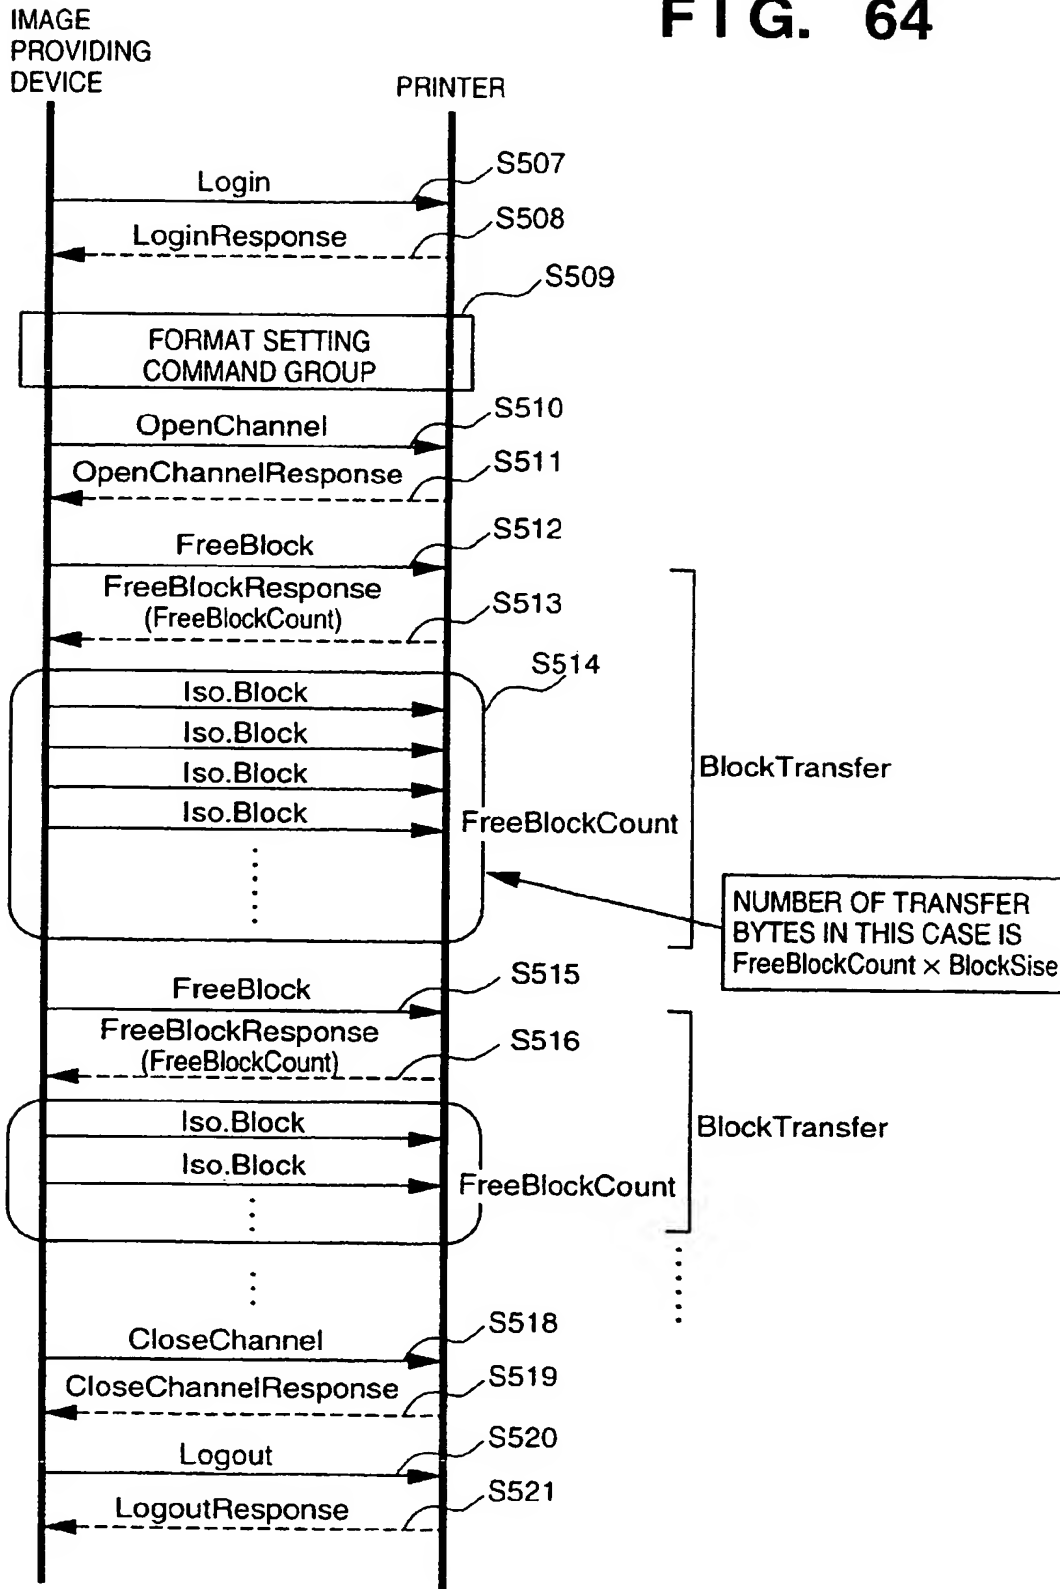 FIG. 64
IMAGE
PROVIDING
DEVICE
PRINTER
Login
S507
LoginResponse
S508
S509
FORMAT SETTING
COMMAND GROUP
OpenChannel
S510
OpenChannelResponse
S511
FreeBlock
S512
FreeBlockResponse
(FreeBlockCount)
S513
S514
Iso.Block
Iso.Block
Iso.Block
Iso.Block
FreeBlockCount
BlockTransfer
NUMBER OF TRANSFER
BYTES IN THIS CASE IS
FreeBlockCount × BlockSise
FreeBlock
S515
FreeBlockResponse
(FreeBlockCount)
S516
Iso.Block
Iso.Block
FreeBlockCount
BlockTransfer
CloseChannel
S518
CloseChannelResponse
S519
Logout
S520
LogoutResponse
S521